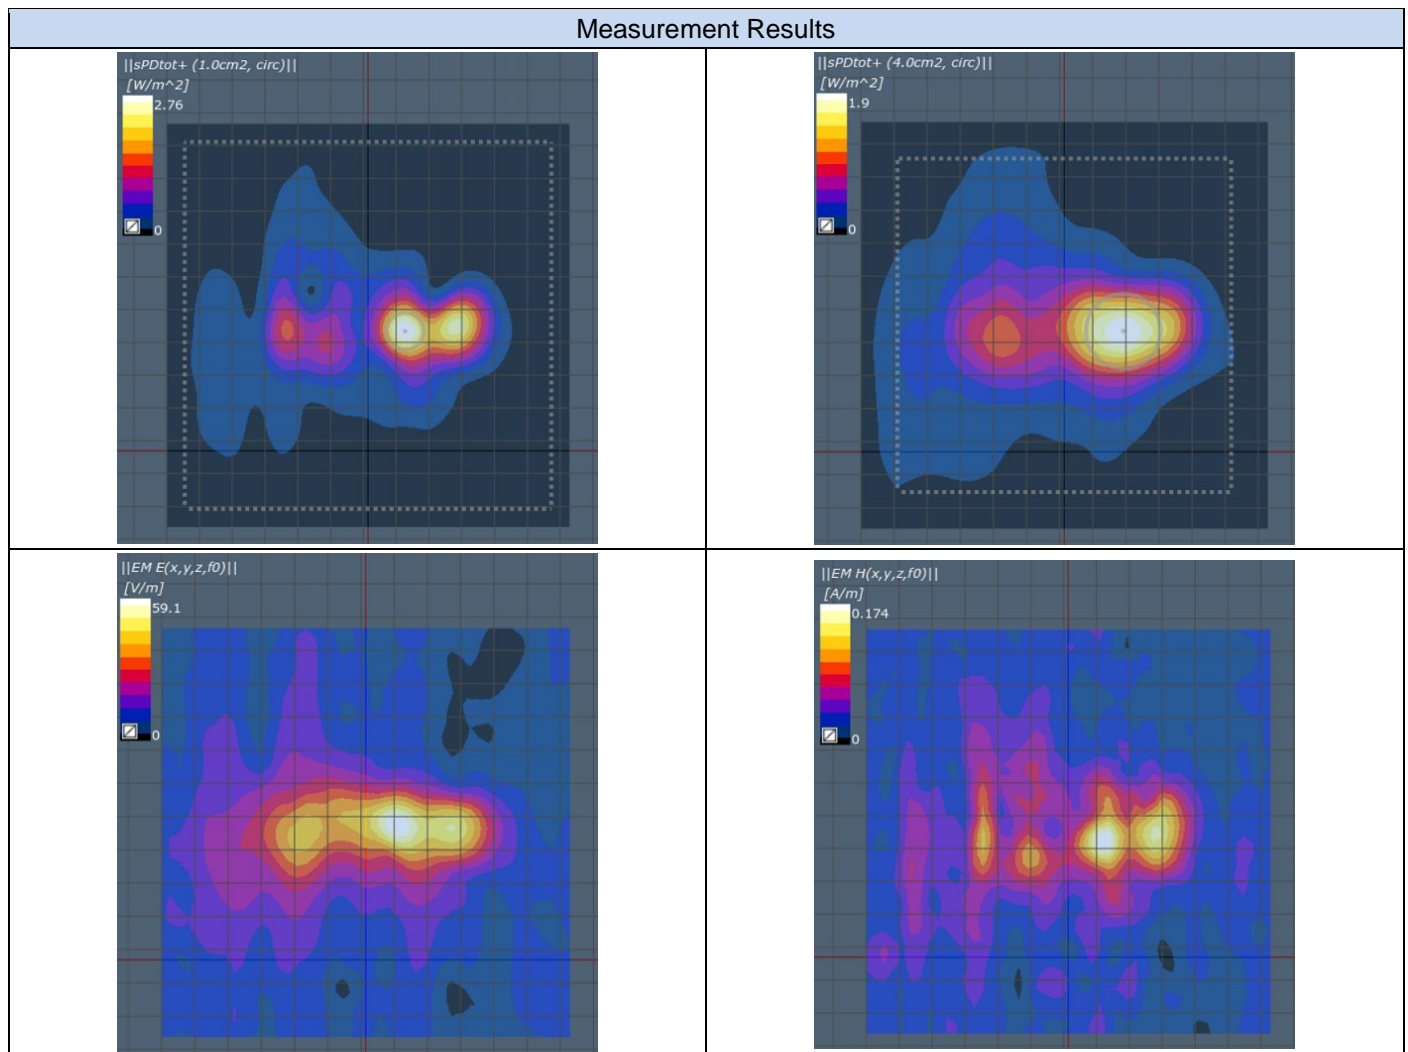 Measurement Results
||sPDtot+ (1.0cm2, circ)||
[W/m^2]
2.76
0
||sPDtot+ (4.0cm2, circ)||
[W/m^2]
1.9
0
||EM E(x,y,z,f0)||
[V/m]
59.1
0
||EM H(x,y,z,f0)||
[A/m]
0.174
0